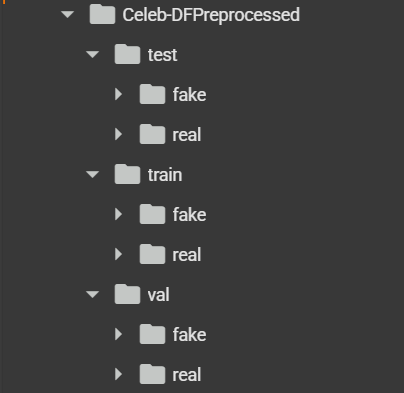 Celeb-DFPreprocessed
test
fake
real
train
fake
real
val
fake
real